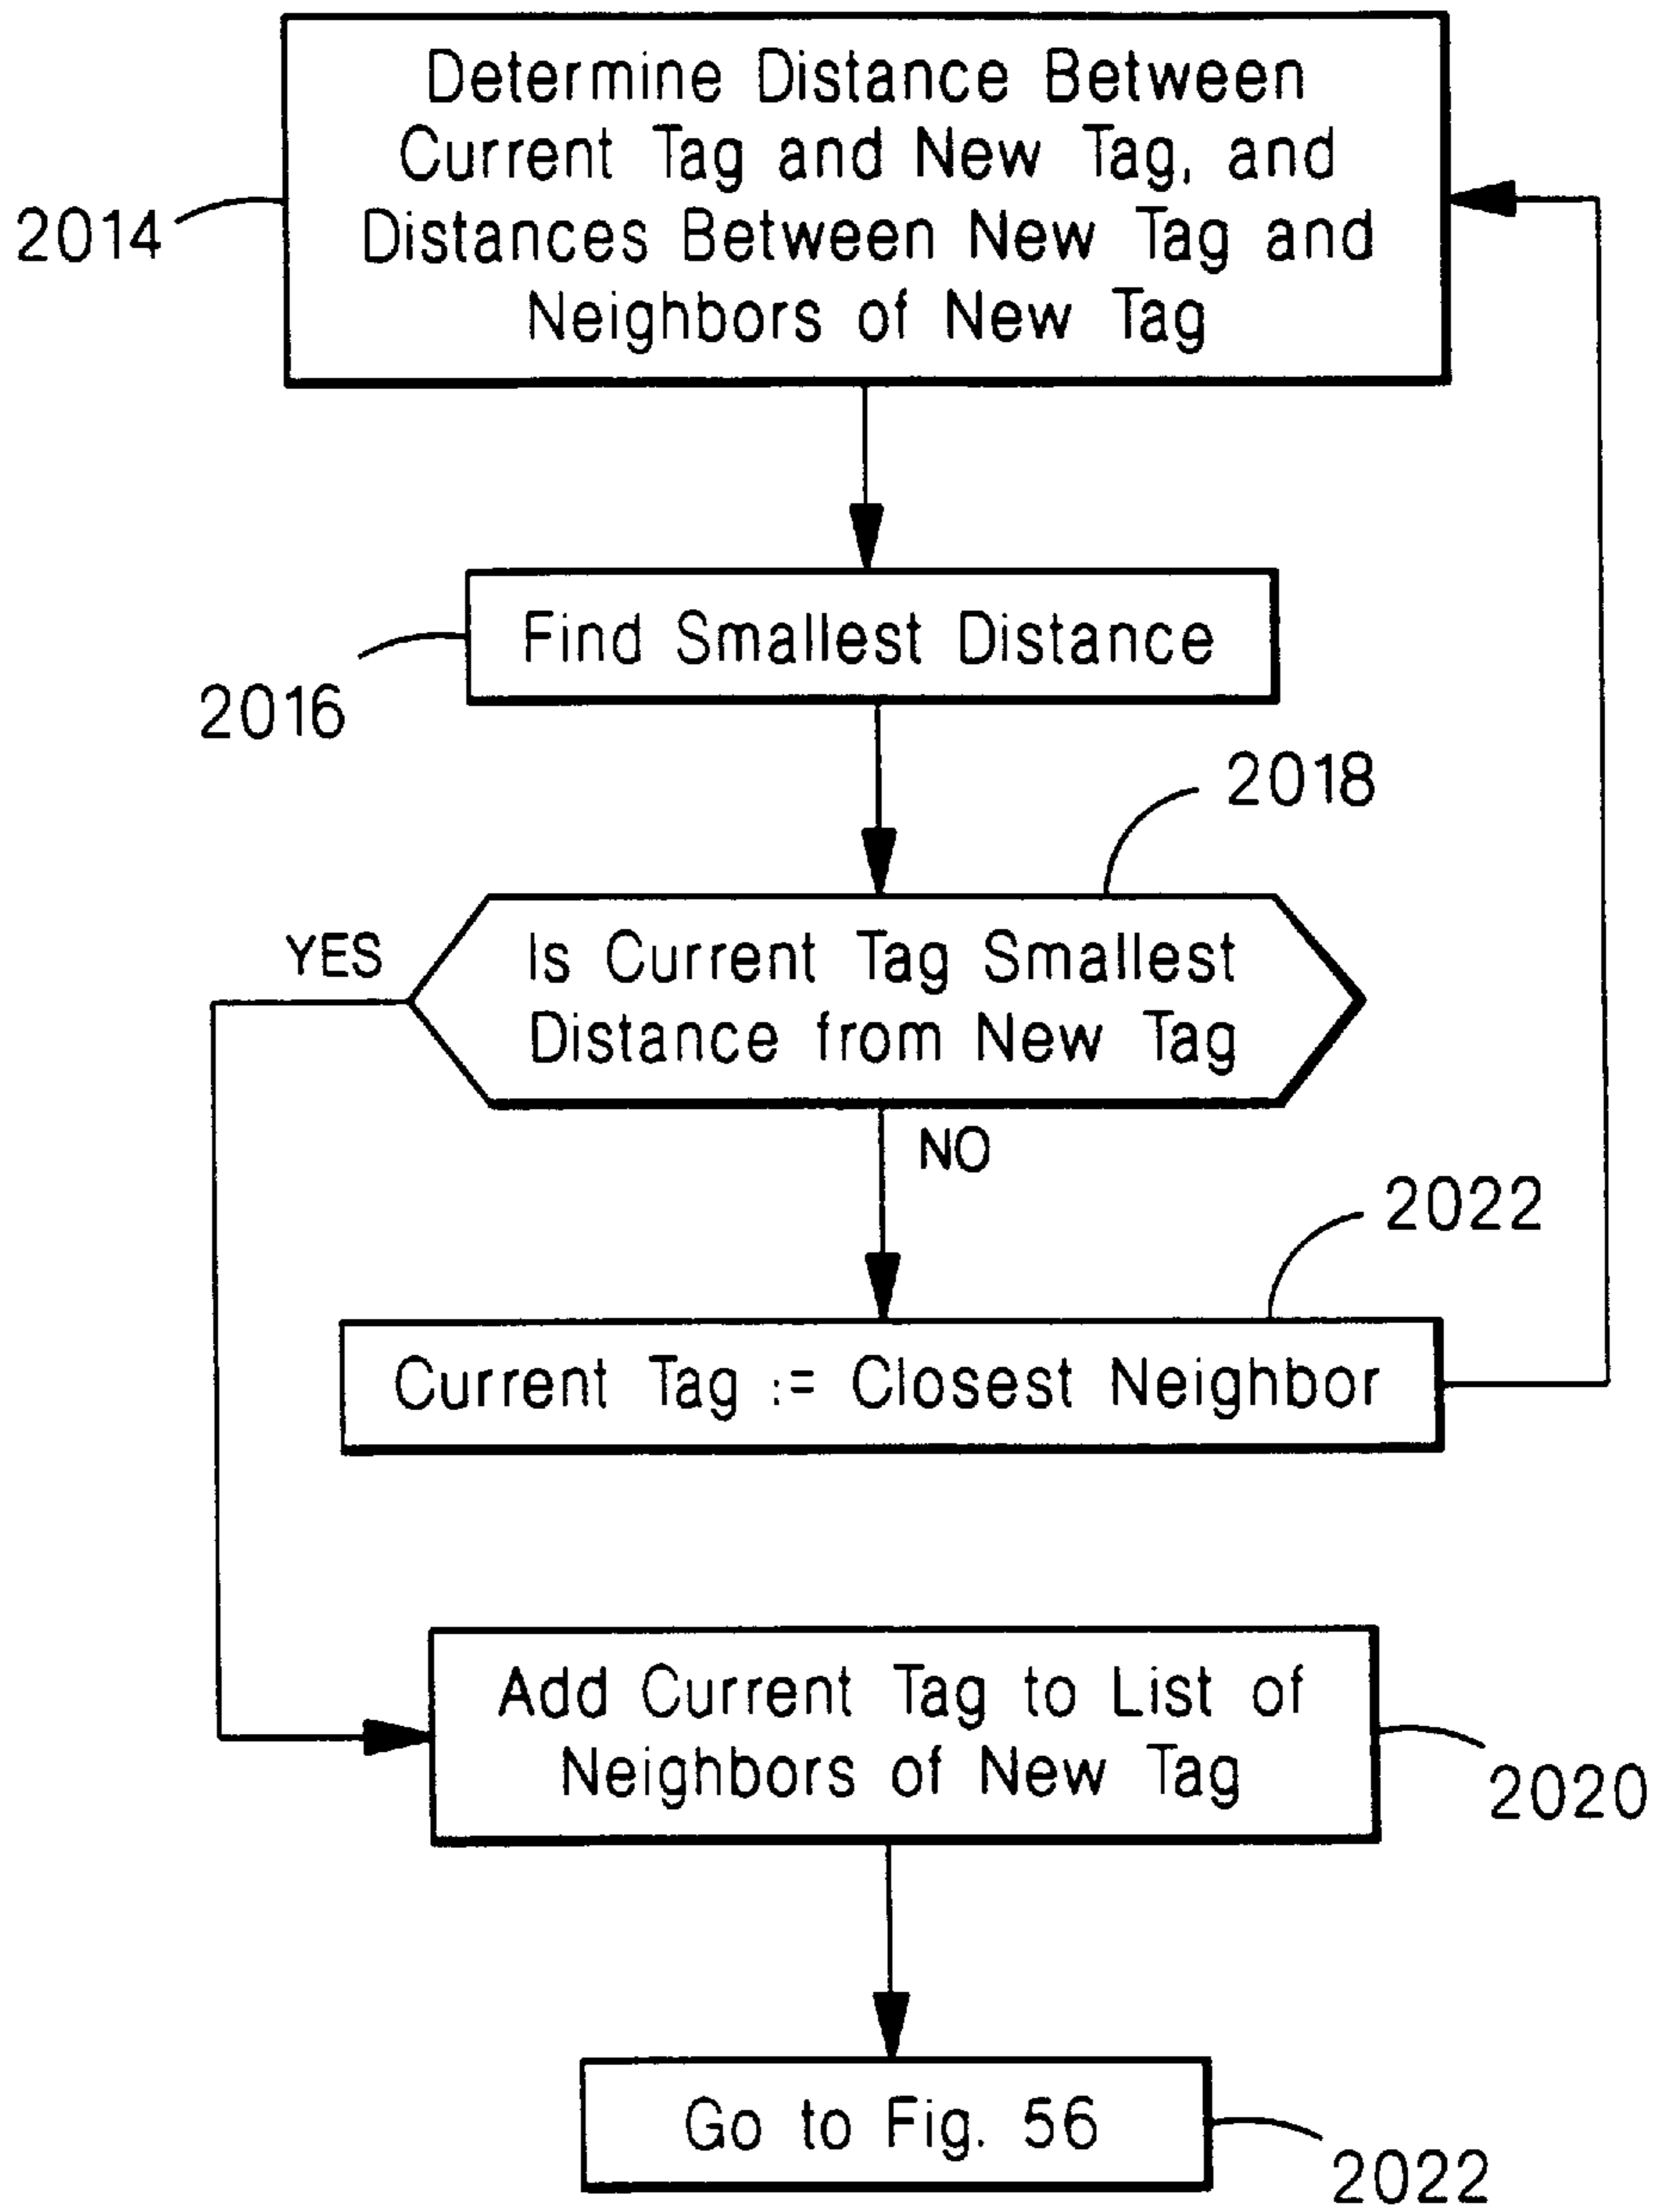 Determine Distance Between
Current Tag and New Tag, and
Distances Between New Tag and
Neighbors of New Tag
2014
Find Smallest Distance
2016
2018
YES
Is Current Tag Smallest
Distance from New Tag
NO
2022
Current Tag := Closest Neighbor
Add Current Tag to List of
Neighbors of New Tag
2020
Go to Fig. 56
2022